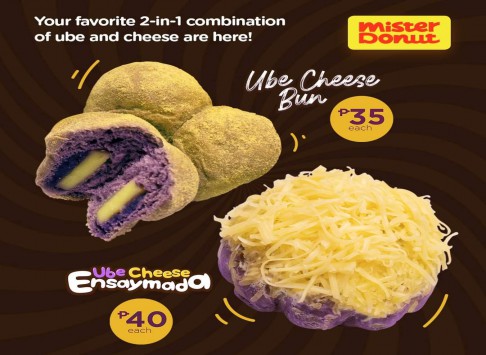 Your favorite 2-in-1 combination
of ube and cheese are here!
mister
Donut
Ube Cheese
Bun
₱35
each
Ube Cheese
Ensaymada
₱40
each